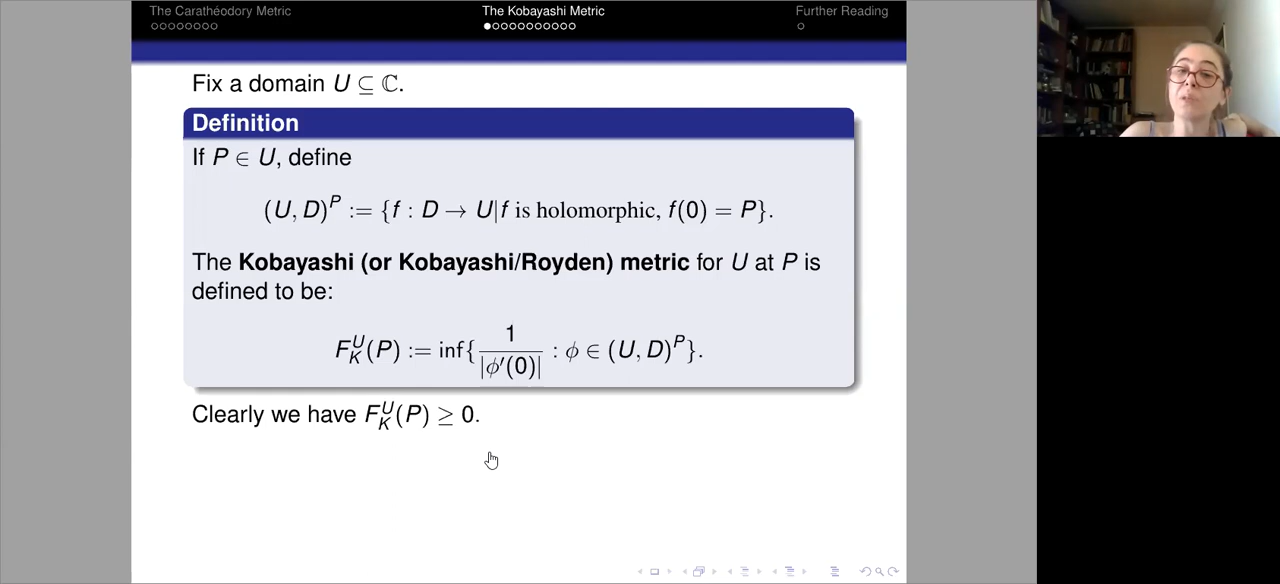 The Carathéodory Metric
The Kobayashi Metric
Further Reading
Fix a domain U ⊆ ℂ.
Definition
If P ∈ U, define
(U, D)^P := {f : D → U|f is holomorphic, f(0) = P}.
The Kobayashi (or Kobayashi/Royden) metric for U at P is
defined to be:
F_K^U(P) := inf{ 1/|ϕ′(0)| : ϕ ∈ (U, D)^P}.
Clearly we have F_K^U(P) ≥ 0.